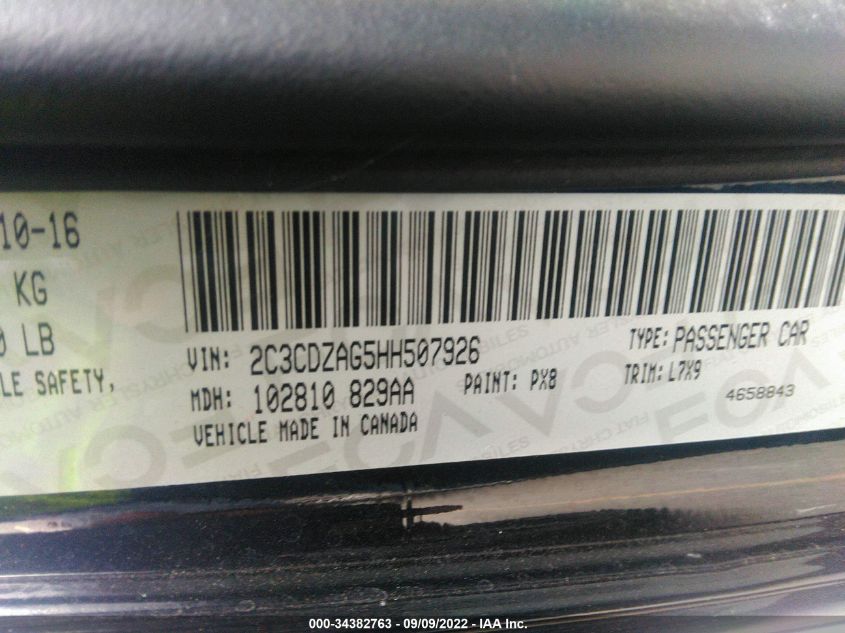 10-16
KG
0 LB
LE SAFETY,
VIN: 2C3CDZAG5HH507926
TYPE: PASSENGER CAR
MDH: 102810 829AA
PAINT: PX8
TRIM: L7X9
4658843
VEHICLE MADE IN CANADA
000-34382763 - 09/09/2022 - IAA Inc.